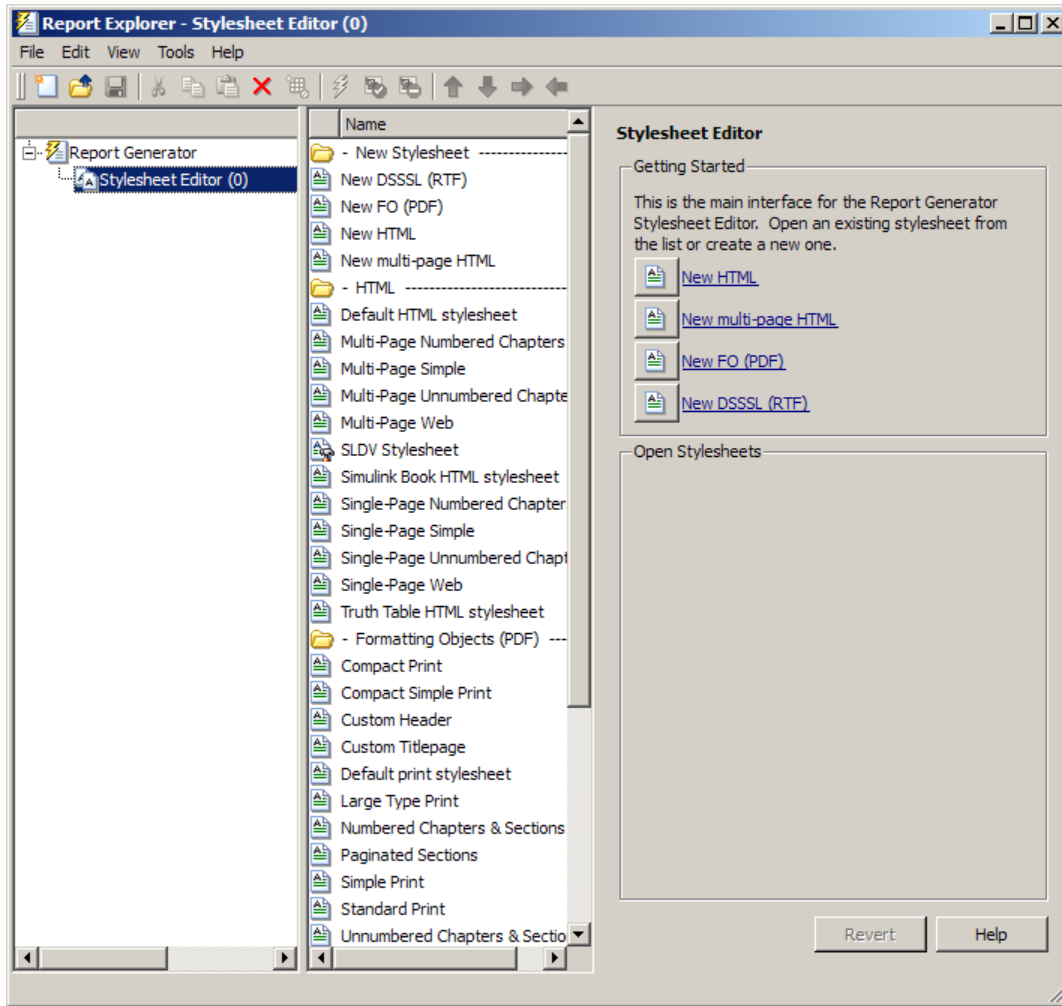 Report Explorer - Stylesheet Editor (0)
File Edit View Tools Help
Report Generator
Stylesheet Editor (0)
Name
- New Stylesheet ---------------
New DSSSL (RTF)
New FO (PDF)
New HTML
New multi-page HTML
- HTML ---------------------------
Default HTML stylesheet
Multi-Page Numbered Chapters
Multi-Page Simple
Multi-Page Unnumbered Chapte
Multi-Page Web
SLDV Stylesheet
Simulink Book HTML stylesheet
Single-Page Numbered Chapter
Single-Page Simple
Single-Page Unnumbered Chapt
Single-Page Web
Truth Table HTML stylesheet
- Formatting Objects (PDF) ---
Compact Print
Compact Simple Print
Custom Header
Custom Titlepage
Default print stylesheet
Large Type Print
Numbered Chapters & Sections
Paginated Sections
Simple Print
Standard Print
Unnumbered Chapters & Sectio
Stylesheet Editor
Getting Started
This is the main interface for the Report Generator
Stylesheet Editor. Open an existing stylesheet from
the list or create a new one.
New HTML
New multi-page HTML
New FO (PDF)
New DSSSL (RTF)
Open Stylesheets
Revert Help